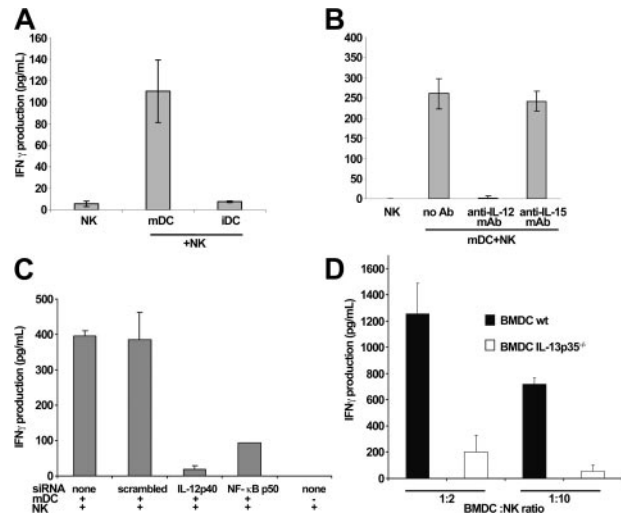 A
IFN γ production (pg/mL)
160
140
120
100
80
60
40
20
0
NK
mDC
iDC
+NK
B
400
350
300
250
200
150
100
50
0
NK
no Ab
anti-IL-12 mAb
anti-IL-15 mAb
mDC+NK
C
IFNγ production (pg/mL)
500
400
300
200
100
0
siRNA none scrambled IL-12p40 NF-κB p50 none
mDC + + + + -
NK + + + + +
D
IFNγ production (pg/mL)
1600
1400
1200
1000
800
600
400
200
0
BMDC wt
BMDC IL-13p35-/-
1:2
1:10
BMDC :NK ratio